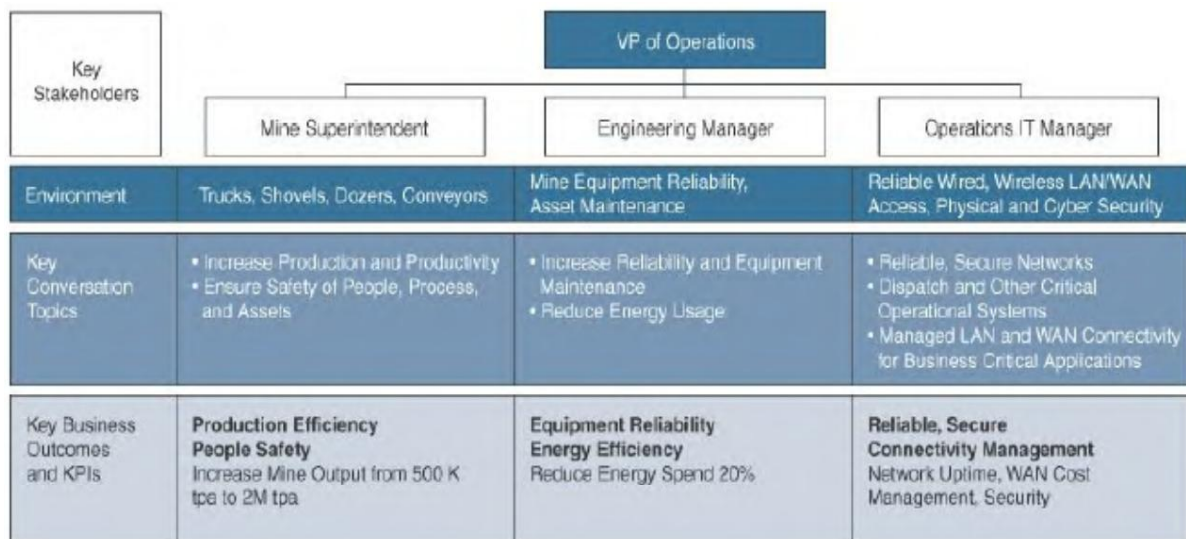 Key
Stakeholders
VP of Operations
Mine Superintendent
Engineering Manager
Operations IT Manager
Environment
Trucks, Shovels, Dozers, Conveyors
Mine Equipment Reliability,
Asset Maintenance
Reliable Wired, Wireless LAN/WAN
Access, Physical and Cyber Security
Key
Conversation
Topics
• Increase Production and Productivity
• Ensure Safety of People, Process,
and Assets
• Increase Reliability and Equipment
Maintenance
• Reduce Energy Usage
• Reliable, Secure Networks
• Dispatch and Other Critical
Operational Systems
• Managed LAN and WAN Connectivity
for Business Critical Applications
Key Business
Outcomes
and KPIs
Production Efficiency
People Safety
Increase Mine Output from 500 K
tpa to 2M tpa
Equipment Reliability
Energy Efficiency
Reduce Energy Spend 20%
Reliable, Secure
Connectivity Management
Network Uptime, WAN Cost
Management, Security